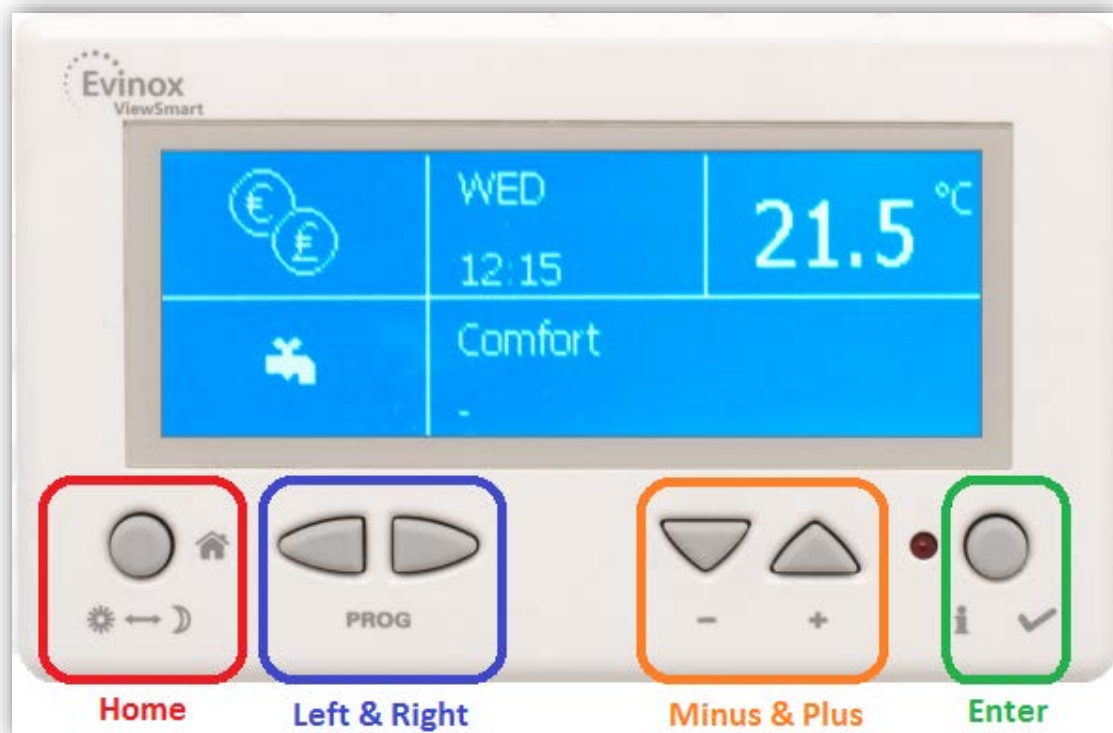 Evinox
ViewSmart
€
£
WED
12:15
21.5 °C
Comfort
-
PROG
- +
i
Home
Left & Right
Minus & Plus
Enter